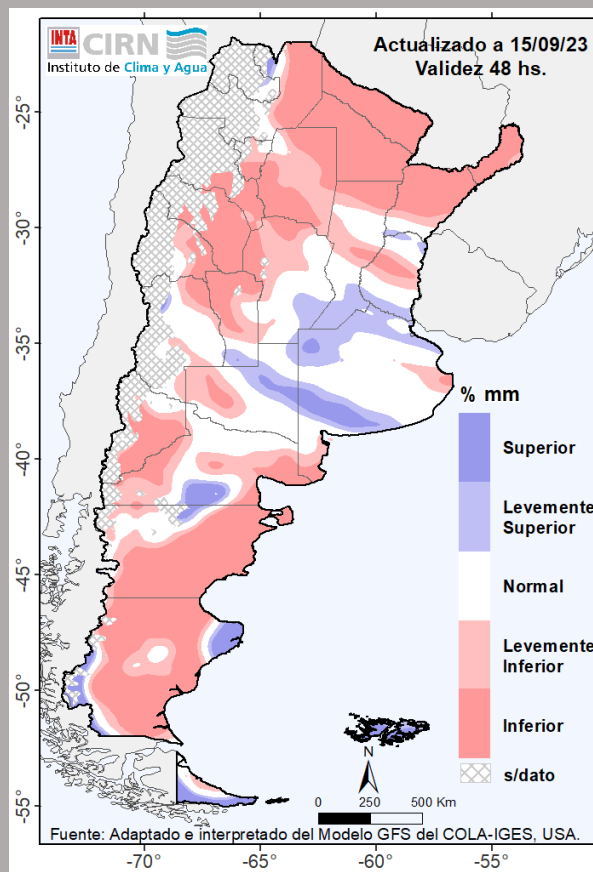 INTA CIRN
Instituto de Clima y Agua
Actualizado a 15/09/23
Validez 48 hs.
-25°
-30°
-35°
-40°
-45°
-50°
-55°
% mm
Superior
Levemente
Superior
Normal
Levemente
Inferior
Inferior
s/dato
N
0 250 500 Km
Fuente: Adaptado e interpretado del Modelo GFS del COLA-IGES, USA.
-70° -65° -60° -55°